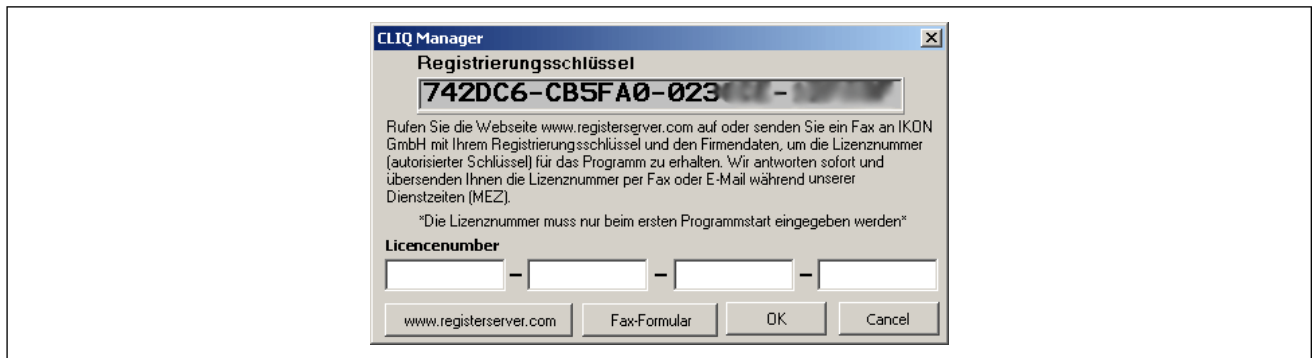 CLIQ Manager
Registrierungsschlüssel
742DC6-CB5FA0-023
Rufen Sie die Webseite www.registerserver.com auf oder senden Sie ein Fax an IKON
GmbH mit Ihrem Registrierungsschlüssel und den Firmendaten, um die Lizenznummer
(autorisierter Schlüssel) für das Programm zu erhalten. Wir antworten sofort und
übersenden Ihnen die Lizenznummer per Fax oder E-Mail während unserer
Dienstzeiten (MEZ).
*Die Lizenznummer muss nur beim ersten Programmstart eingegeben werden*
Licencenumber
– – –
www.registerserver.com Fax-Formular OK Cancel